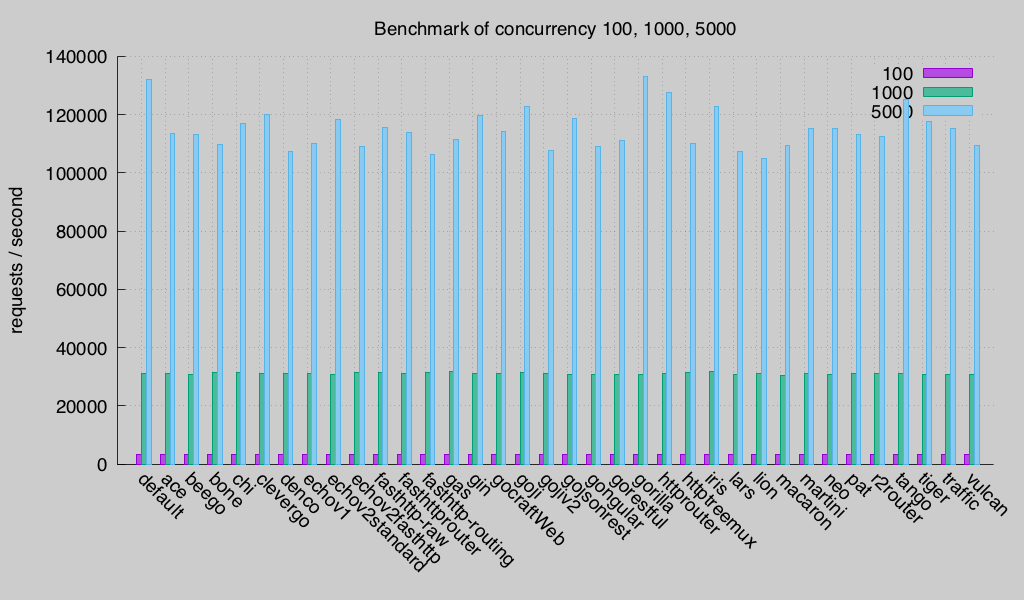 Benchmark of concurrency 100, 1000, 5000
requests / second
140000
120000
100000
80000
60000
40000
20000
0
100
1000
5000
default
ace
beego
bone
chi
clevergo
denco
echov1
echov2standard
echov2fasthttp
fasthttp-raw
fasthttprouter
fasthttp-routing
gas
gin
gocraftWeb
goji
gojiv2
gojsonrest
gongular
gorestful
gorilla
httprouter
httptreemux
iris
lars
lion
macaron
martini
neo
pat
r2router
tango
tiger
traffic
vulcan